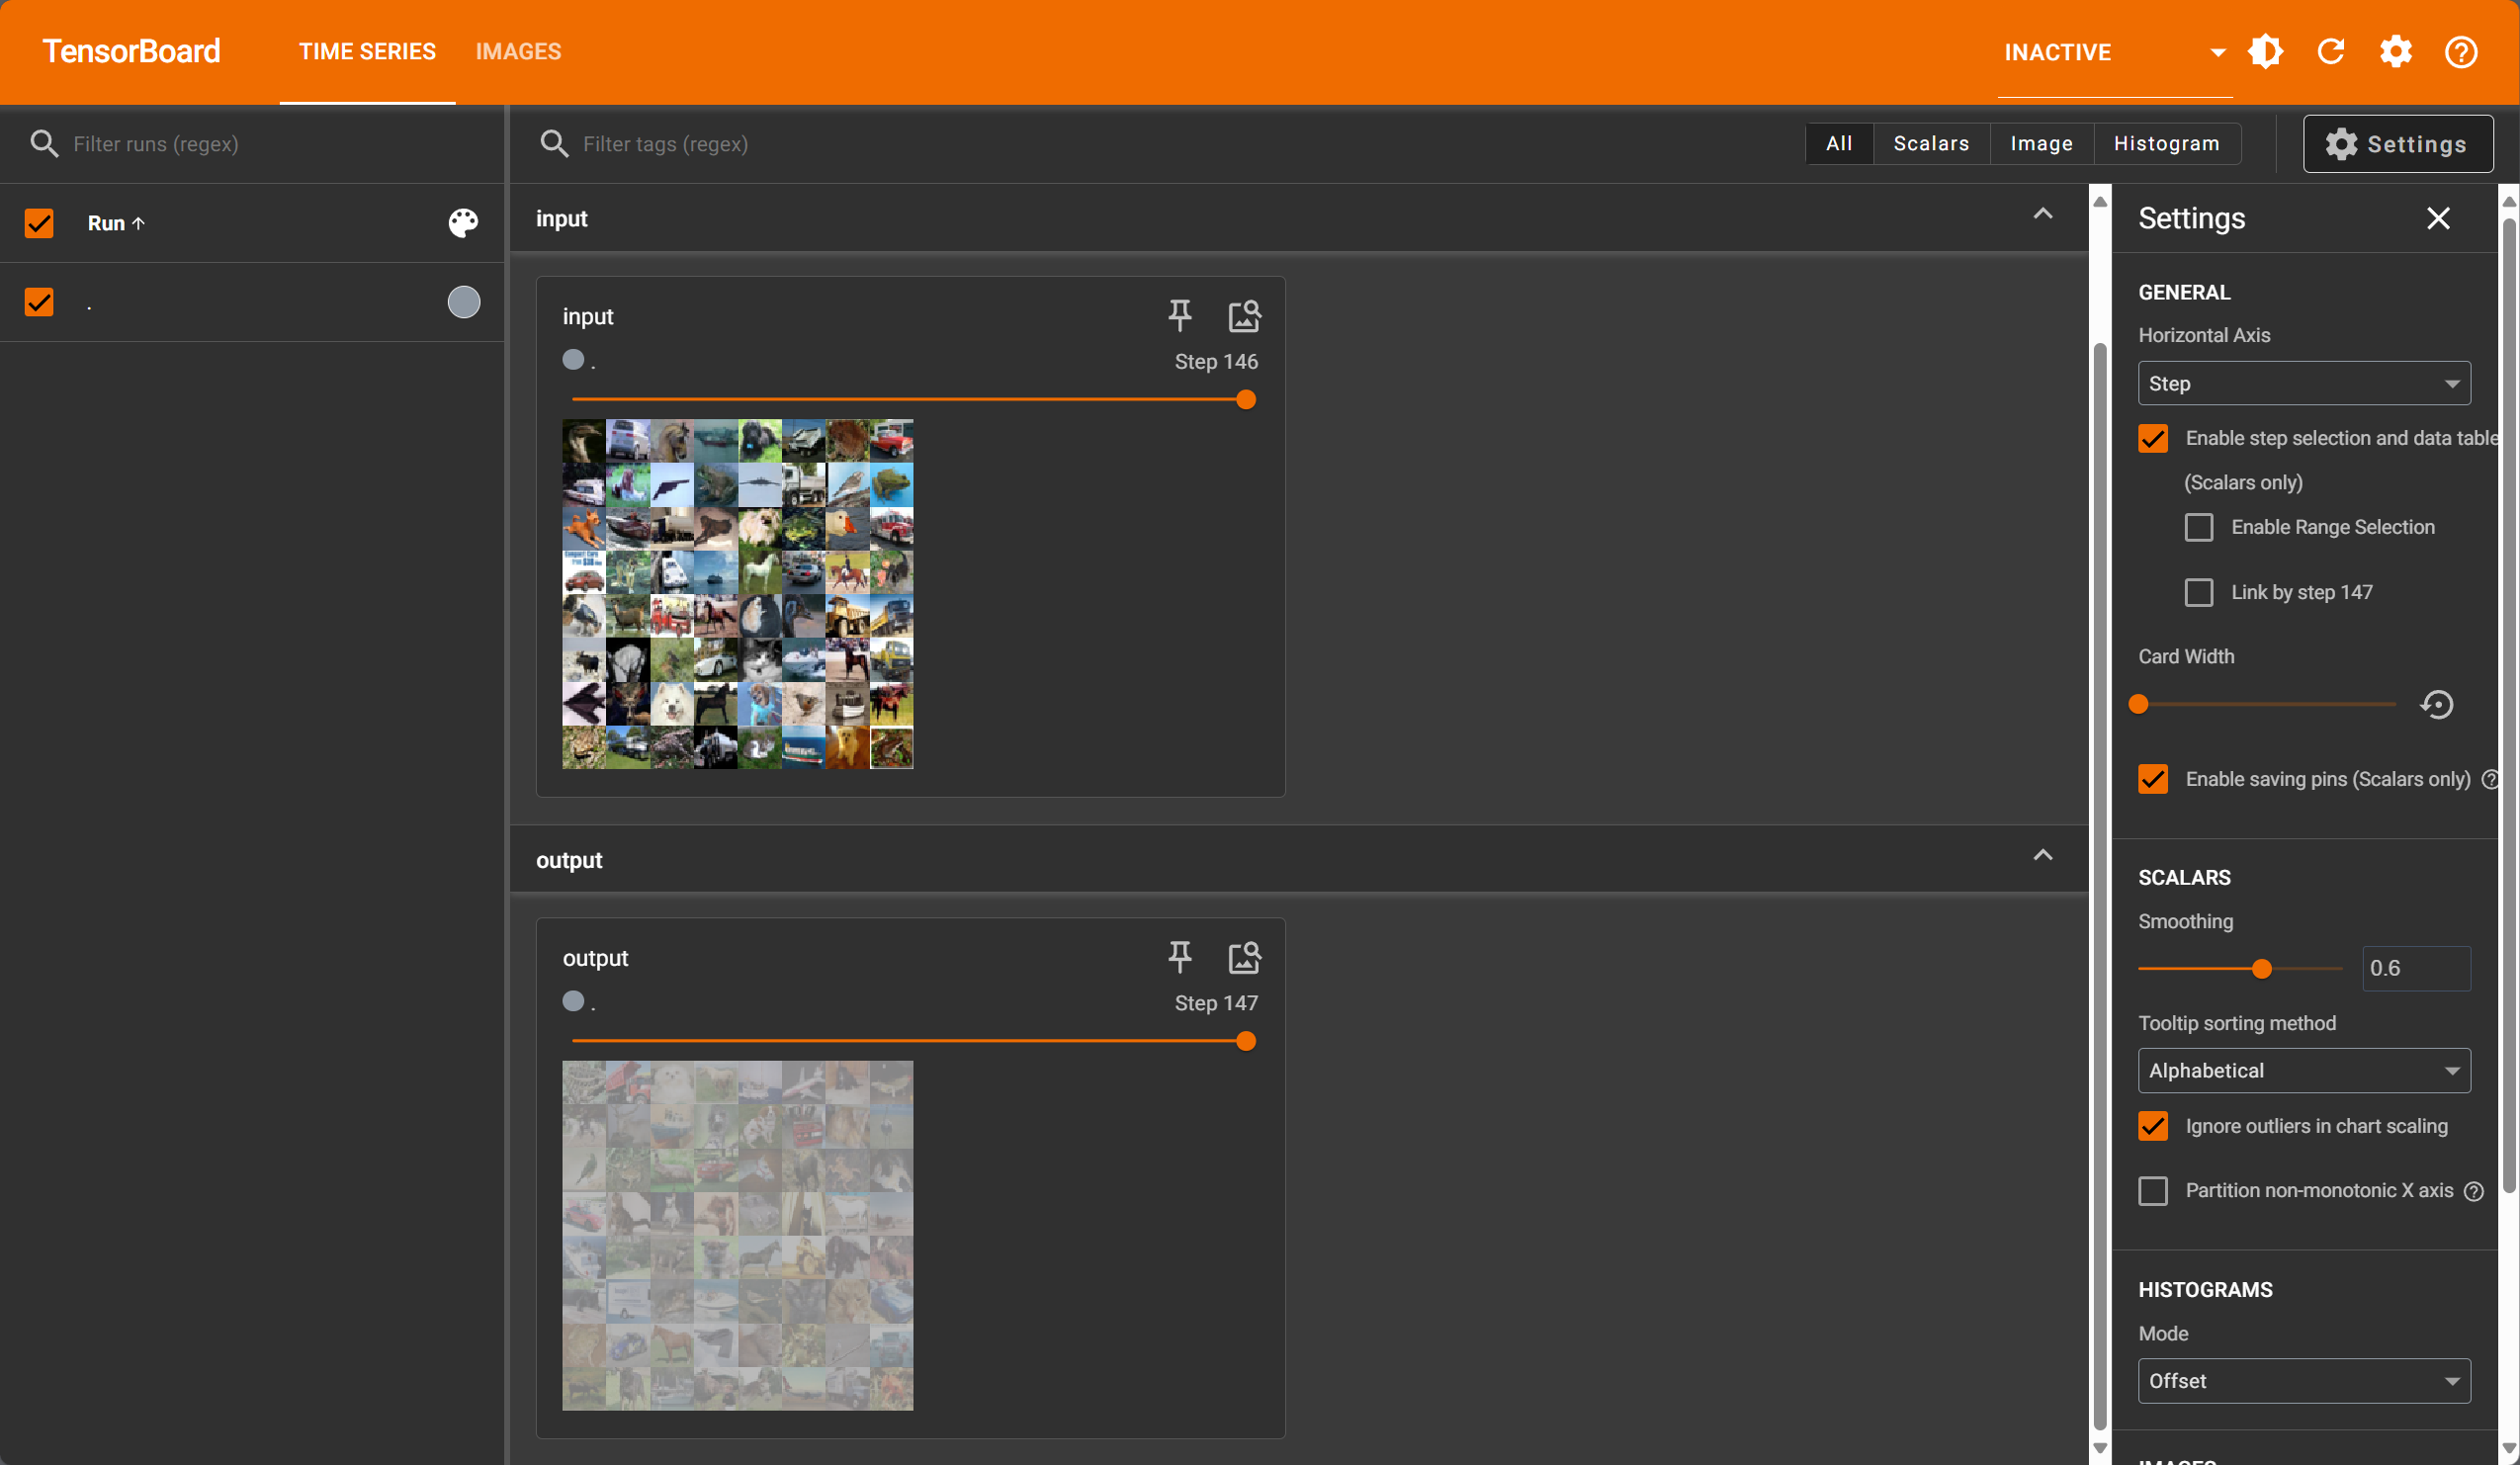 TensorBoard
TIME SERIES
IMAGES
INACTIVE
Filter runs (regex)
Filter tags (regex)
All
Scalars
Image
Histogram
Settings
Run
.
input
input
.
Step 146
output
output
.
Step 147
Settings
GENERAL
Horizontal Axis
Step
Enable step selection and data table
(Scalars only)
Enable Range Selection
Link by step 147
Card Width
Enable saving pins (Scalars only)
SCALARS
Smoothing
0.6
Tooltip sorting method
Alphabetical
Ignore outliers in chart scaling
Partition non-monotonic X axis
HISTOGRAMS
Mode
Offset
IMAGES